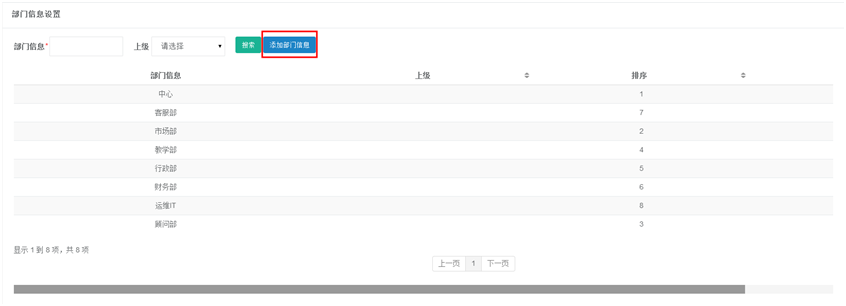 部门信息设置
部门信息* 上级 请选择 搜索 添加部门信息
部门信息 上级 排序
中心 1
客服部 7
市场部 2
教学部 4
行政部 5
财务部 6
运维IT 8
顾问部 3
显示 1 到 8 项，共 8 项
上一页 1 下一页